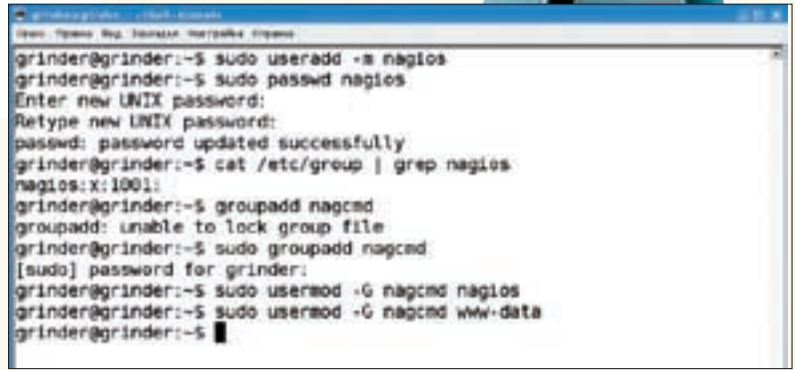 grinder@grinder:~$ sudo useradd -m nagios
grinder@grinder:~$ sudo passwd nagios
Enter new UNIX password:
Retype new UNIX password:
passwd: password updated successfully
grinder@grinder:~$ cat /etc/group | grep nagios
nagios:x:1001:
grinder@grinder:~$ groupadd nagcmd
groupadd: unable to lock group file
grinder@grinder:~$ sudo groupadd nagcmd
[sudo] password for grinder:
grinder@grinder:~$ sudo usermod -G nagcmd nagios
grinder@grinder:~$ sudo usermod -G nagcmd www-data
grinder@grinder:~$